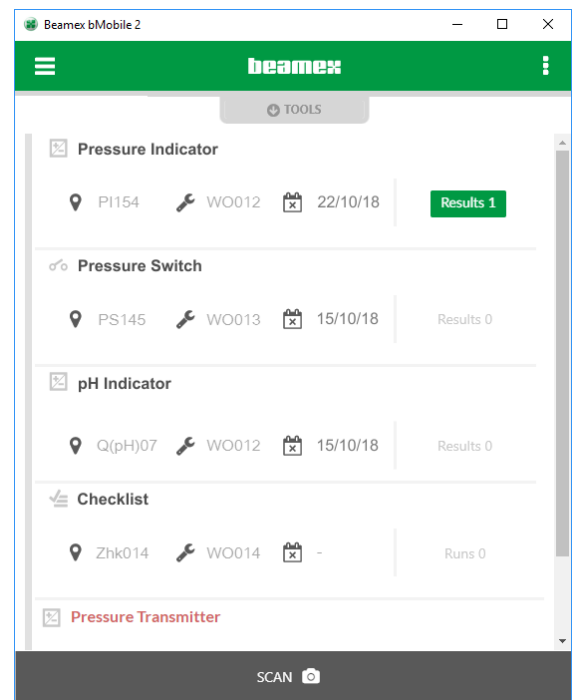 Beamex bMobile 2
beamex
TOOLS
Pressure Indicator
PI154 WO012 22/10/18 Results 1
Pressure Switch
PS145 WO013 15/10/18 Results 0
pH Indicator
Q(pH)07 WO012 15/10/18 Results 0
Checklist
Zhk014 WO014 - Runs 0
Pressure Transmitter
SCAN